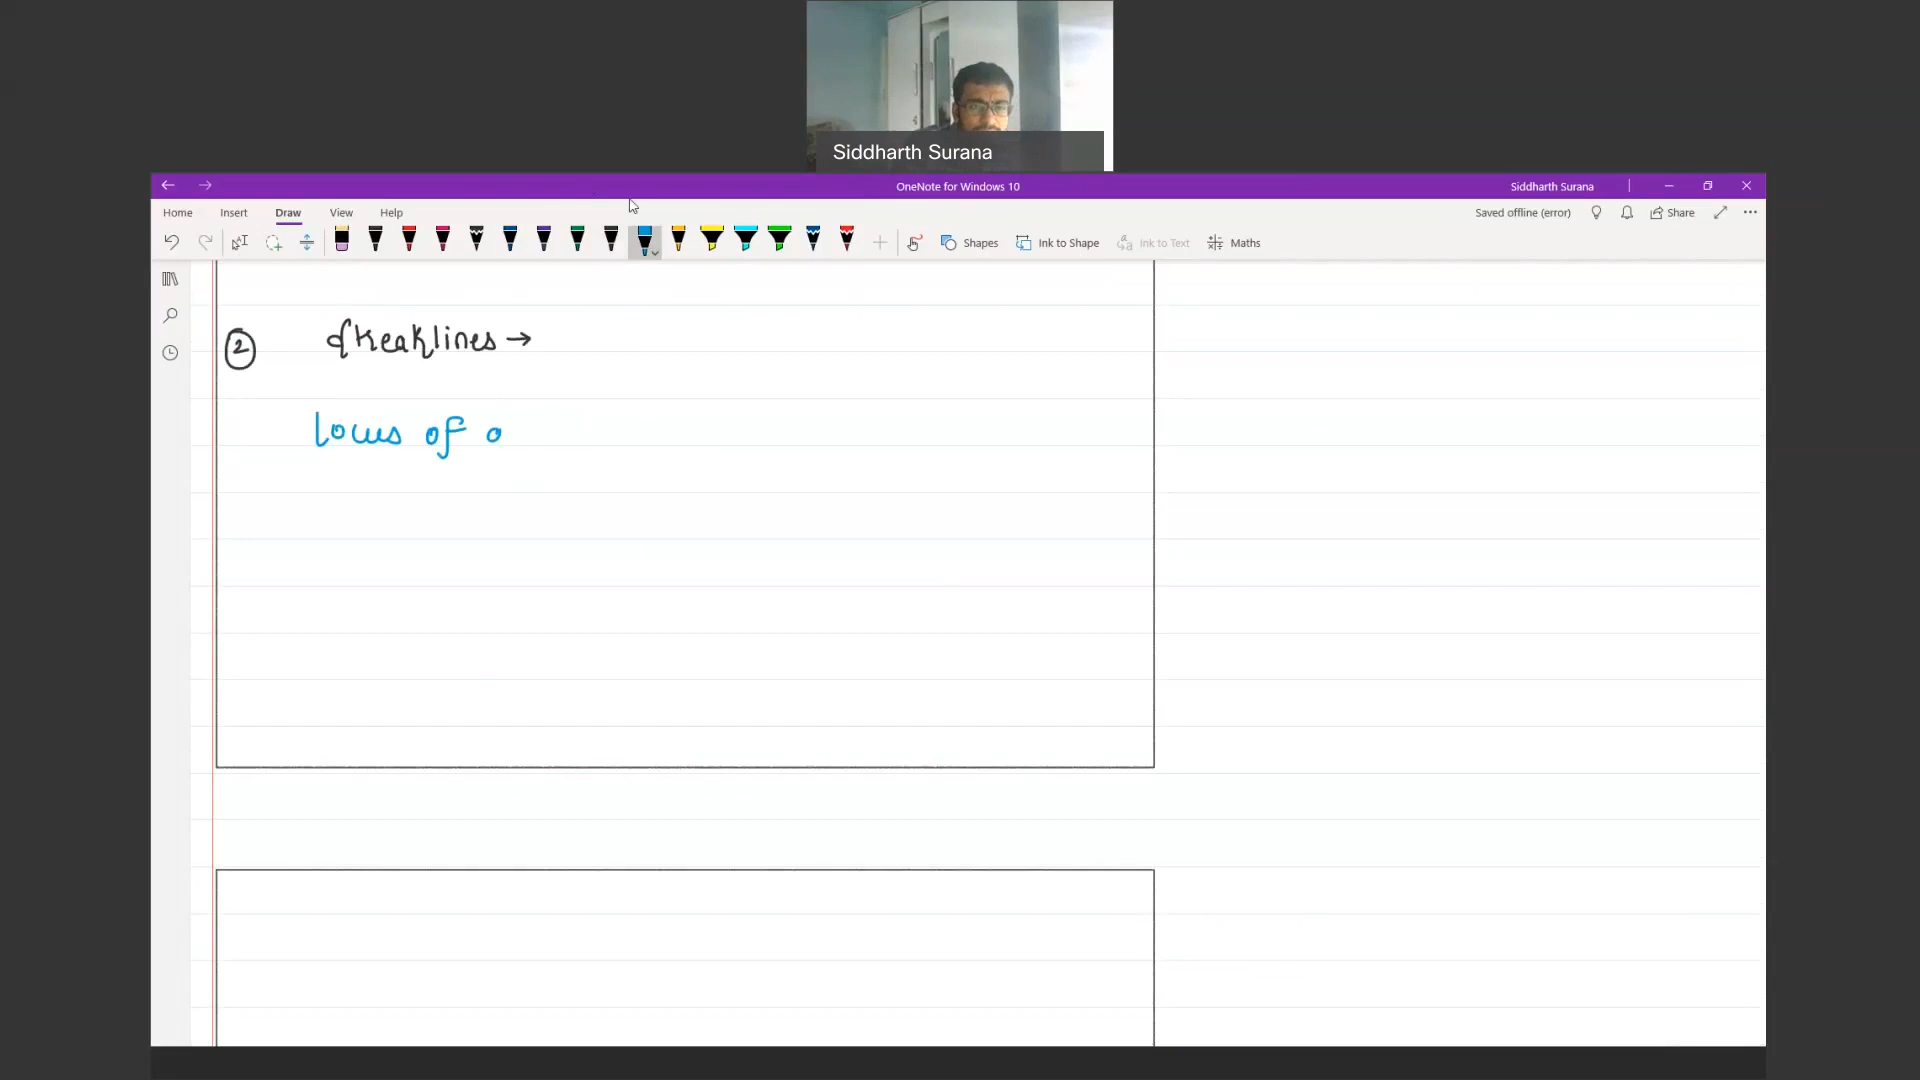 Siddharth Surana
OneNote for Windows 10
Siddharth Surana
Home Insert Draw View Help
Saved offline (error) Share
Shapes Ink to Shape Ink to Text Maths
② Streaklines →
locus of a